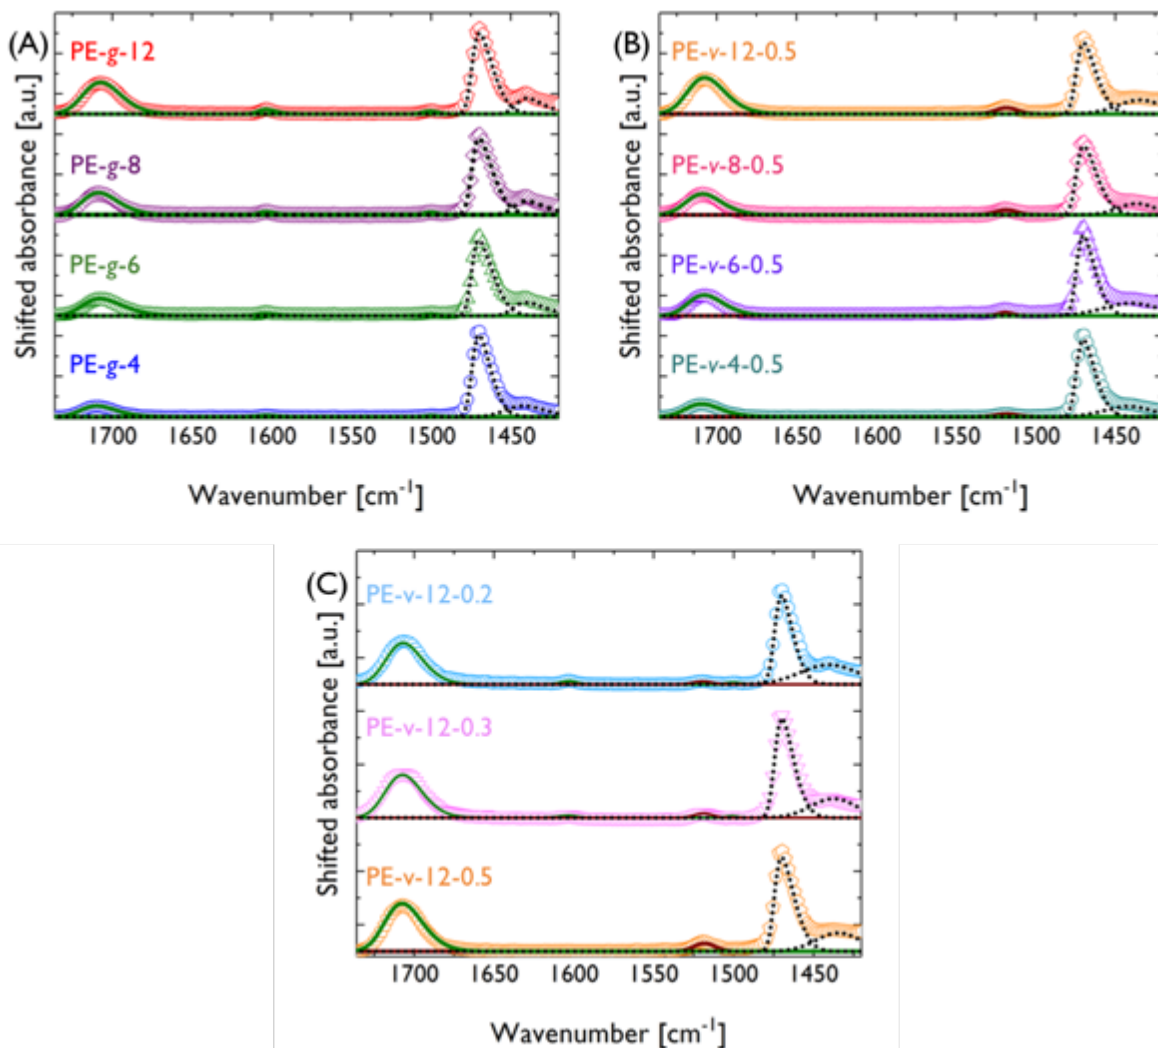 (A)
PE-g-12
PE-g-8
PE-g-6
PE-g-4
Shifted absorbance [a.u.]
1700 1650 1600 1550 1500 1450
Wavenumber [cm⁻¹]
(B)
PE-v-12-0.5
PE-v-8-0.5
PE-v-6-0.5
PE-v-4-0.5
Shifted absorbance [a.u.]
1700 1650 1600 1550 1500 1450
Wavenumber [cm⁻¹]
(C)
PE-v-12-0.2
PE-v-12-0.3
PE-v-12-0.5
Shifted absorbance [a.u.]
1700 1650 1600 1550 1500 1450
Wavenumber [cm⁻¹]